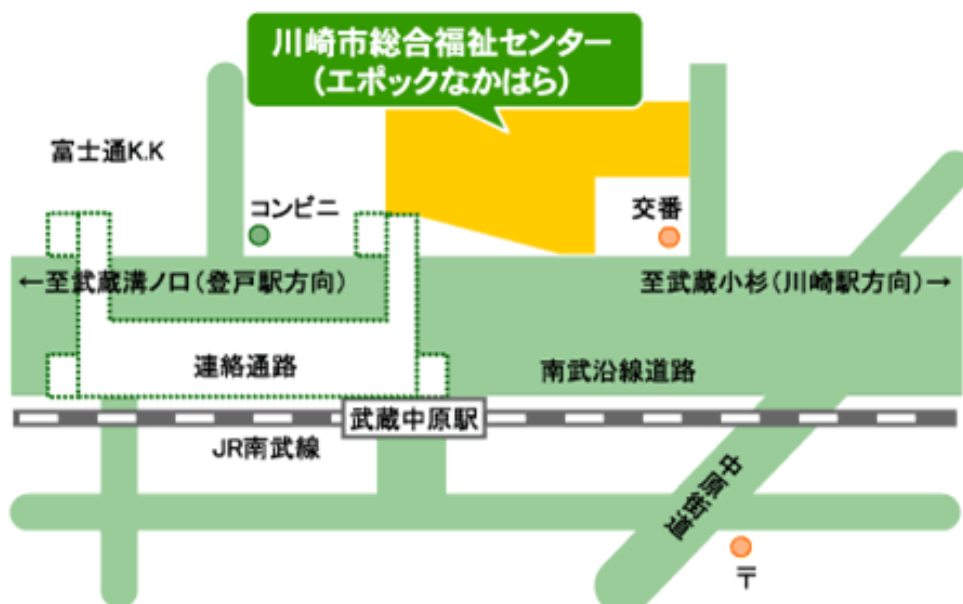 川崎市総合福祉センター
(エポックなかはら)
富士通K.K
コンビニ
交番
←至武蔵溝ノ口(登戸駅方向)
至武蔵小杉(川崎駅方向)→
連絡通路
南武沿線道路
武蔵中原駅
JR南武線
中原街道
〒